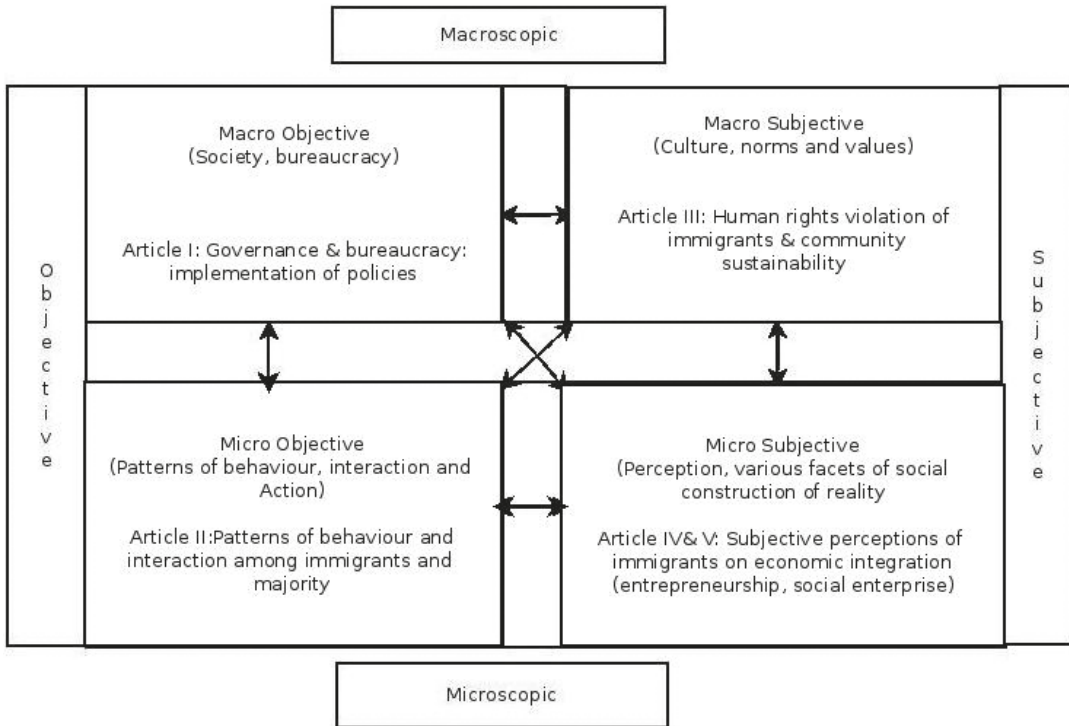 Macroscopic
Macro Objective
(Society, bureaucracy)
Article I: Governance & bureaucracy:
implementation of policies
Macro Subjective
(Culture, norms and values)
Article III: Human rights violation of
immigrants & community
sustainability
Objective
Subjective
Micro Objective
(Patterns of behaviour, interaction and
Action)
Article II:Patterns of behaviour and
interaction among immigrants and
majority
Micro Subjective
(Perception, various facets of social
construction of reality
Article IV& V: Subjective perceptions of
immigrants on economic integration
(entrepreneurship, social enterprise)
Microscopic